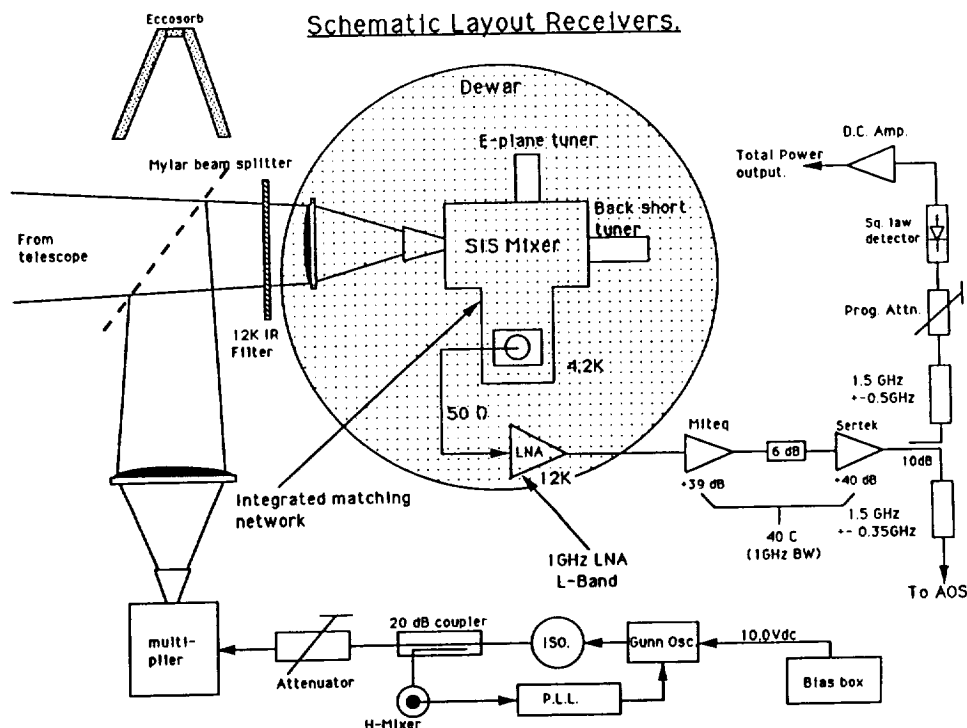 Schematic Layout Receivers.
Eccosorb
Dewar
E-plane tuner
D.C. Amp.
Total Power
output.
Mylar beam splitter
Back short
tuner
SIS Mixer
Sq. law
detector
From
telescope
Prog. Attn.
12K IR
Filter
4.2K
1.5 GHz
+-0.5GHz
50 Ω
Miteq
Sertek
LNA
6 dB
10dB
12K
+39 dB
+40 dB
Integrated matching
network
40 C
(1GHz BW)
1.5 GHz
+- 0.35GHz
1GHz LNA
L-Band
To AOS
20 dB coupler
multi-
plier
ISO.
Gunn Osc.
10,0Vdc
Attenuator
P.L.L.
Bias box
H-Mixer